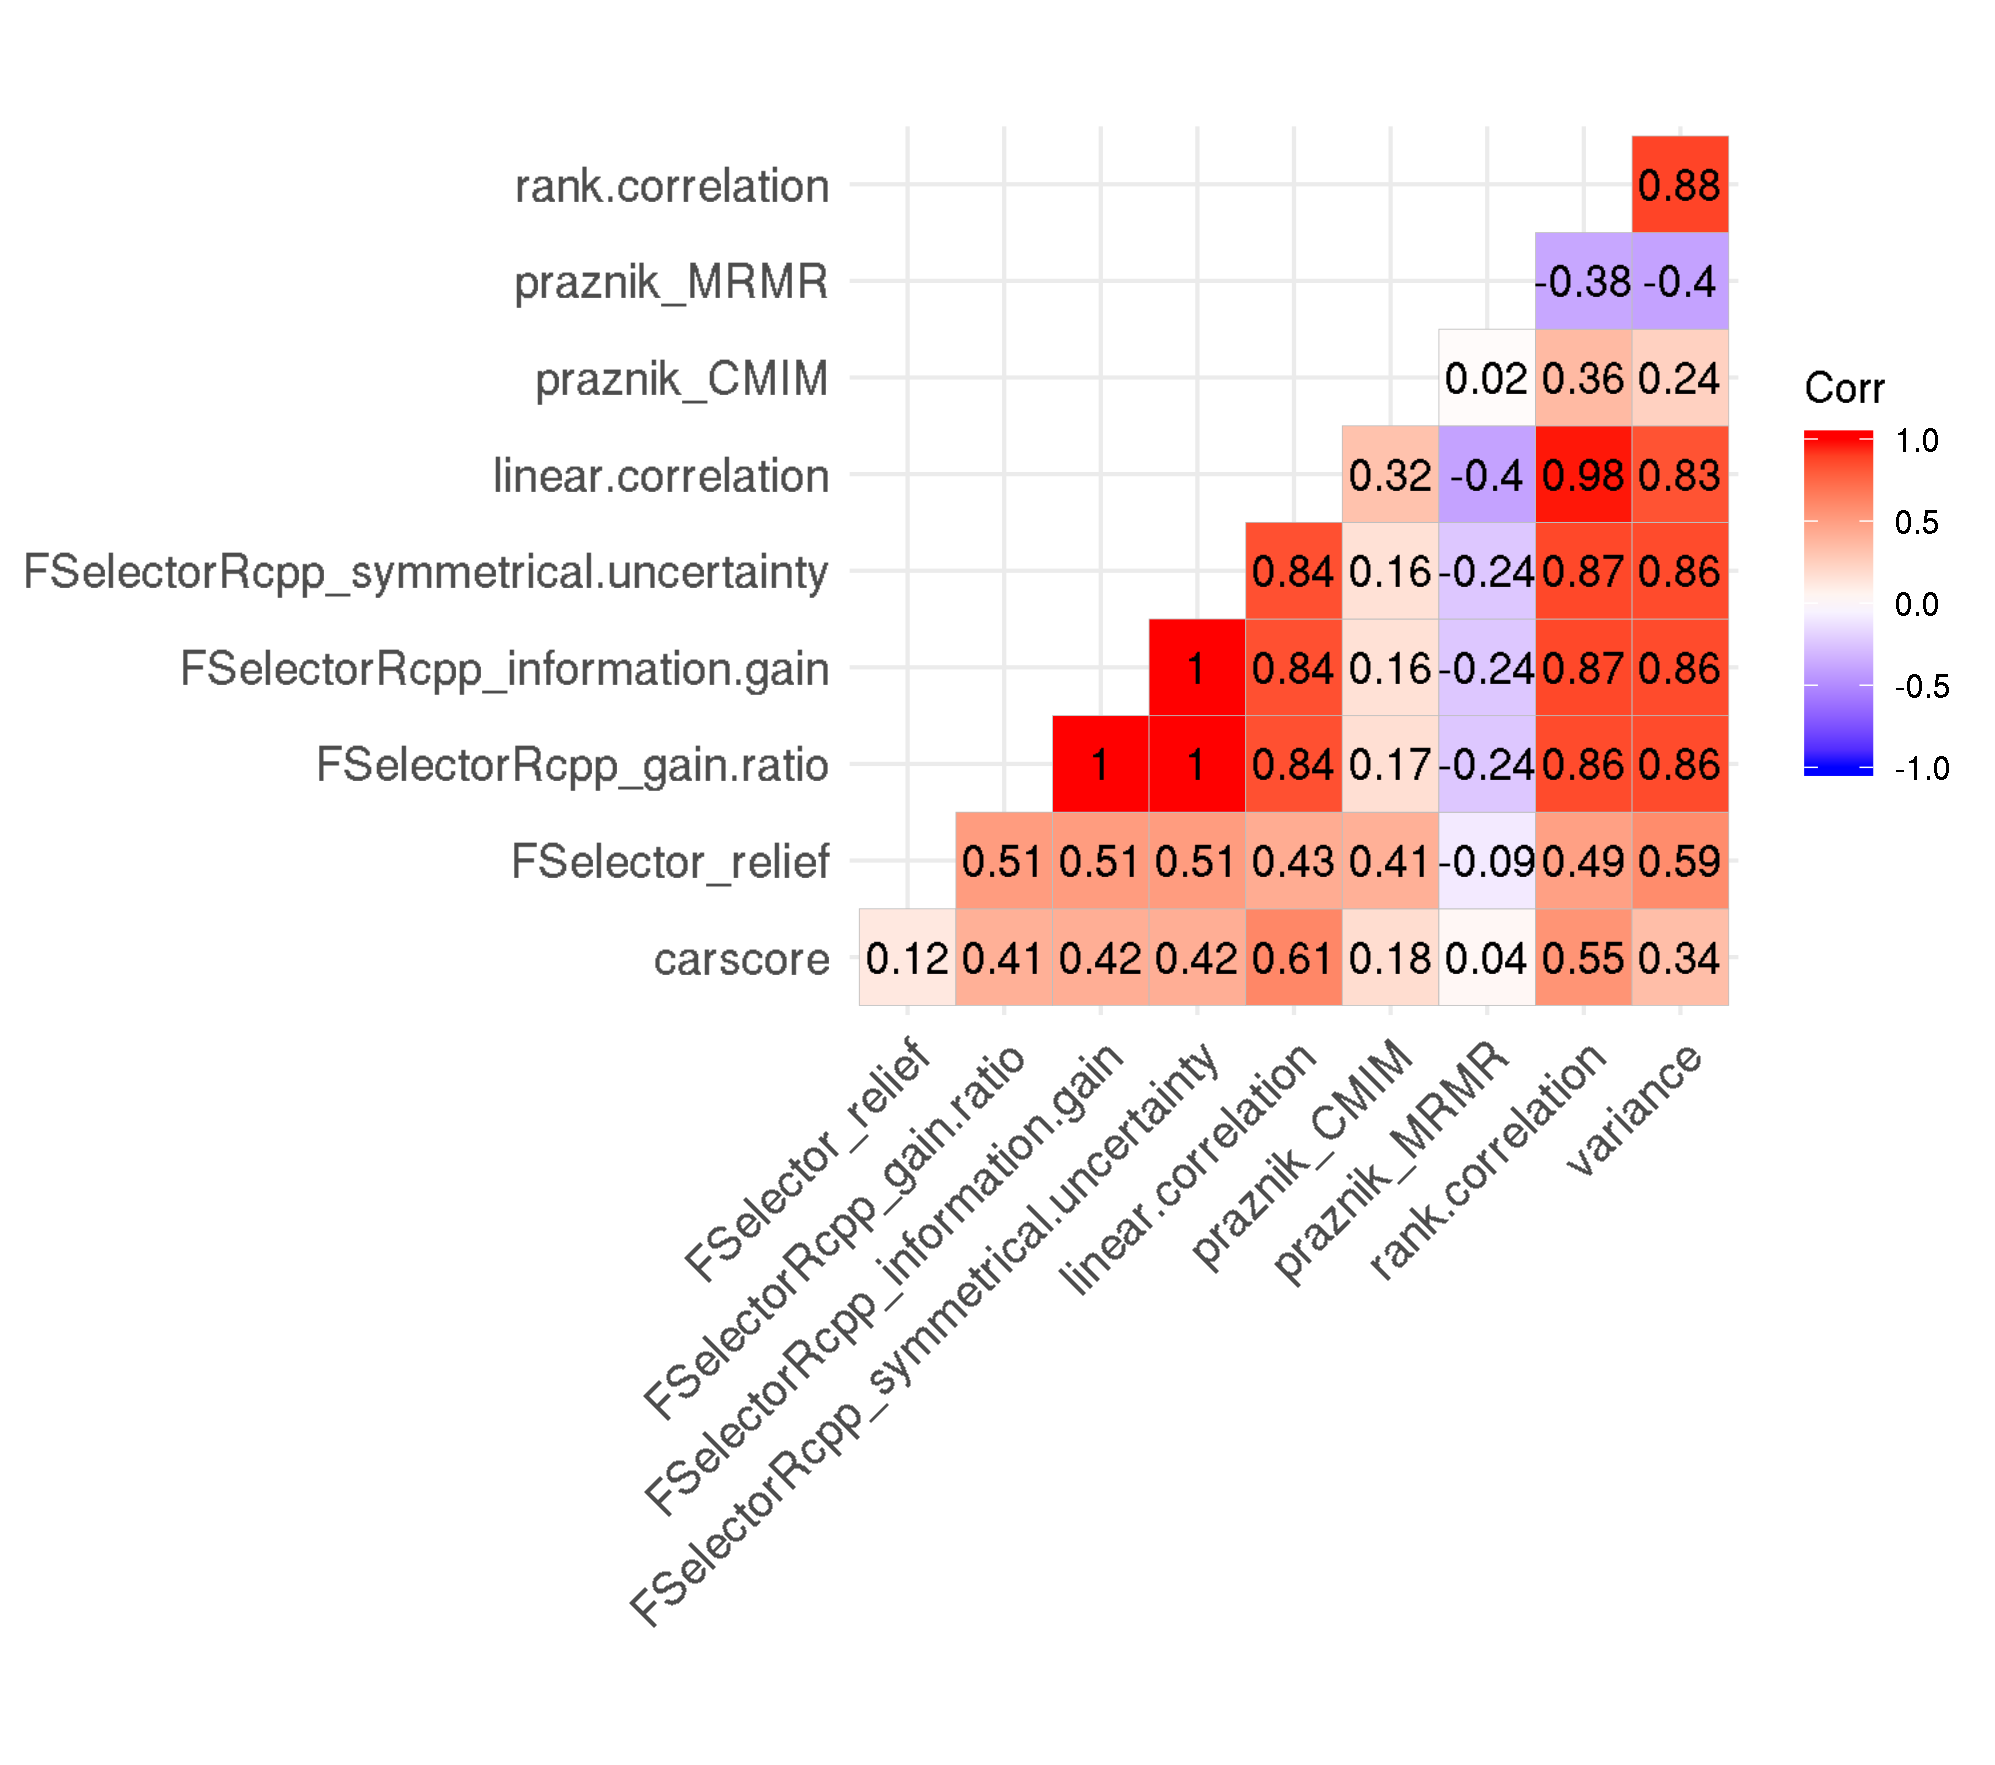 rank.correlation 0.88
praznik_MRMR -0.38 -0.4
praznik_CMIM 0.02 0.36 0.24
linear.correlation 0.32 -0.4 0.98 0.83
FSelectorRcpp_symmetrical.uncertainty 0.84 0.16 -0.24 0.87 0.86
FSelectorRcpp_information.gain 1 0.84 0.16 -0.24 0.87 0.86
FSelectorRcpp_gain.ratio 1 1 0.84 0.17 -0.24 0.86 0.86
FSelector_relief 0.51 0.51 0.51 0.43 0.41 -0.09 0.49 0.59
carscore 0.12 0.41 0.42 0.42 0.61 0.18 0.04 0.55 0.34
FSelector_relief
FSelectorRcpp_gain.ratio
FSelectorRcpp_information.gain
FSelectorRcpp_symmetrical.uncertainty
linear.correlation
praznik_CMIM
praznik_MRMR
rank.correlation
variance
Corr
1.0
0.5
0.0
-0.5
-1.0